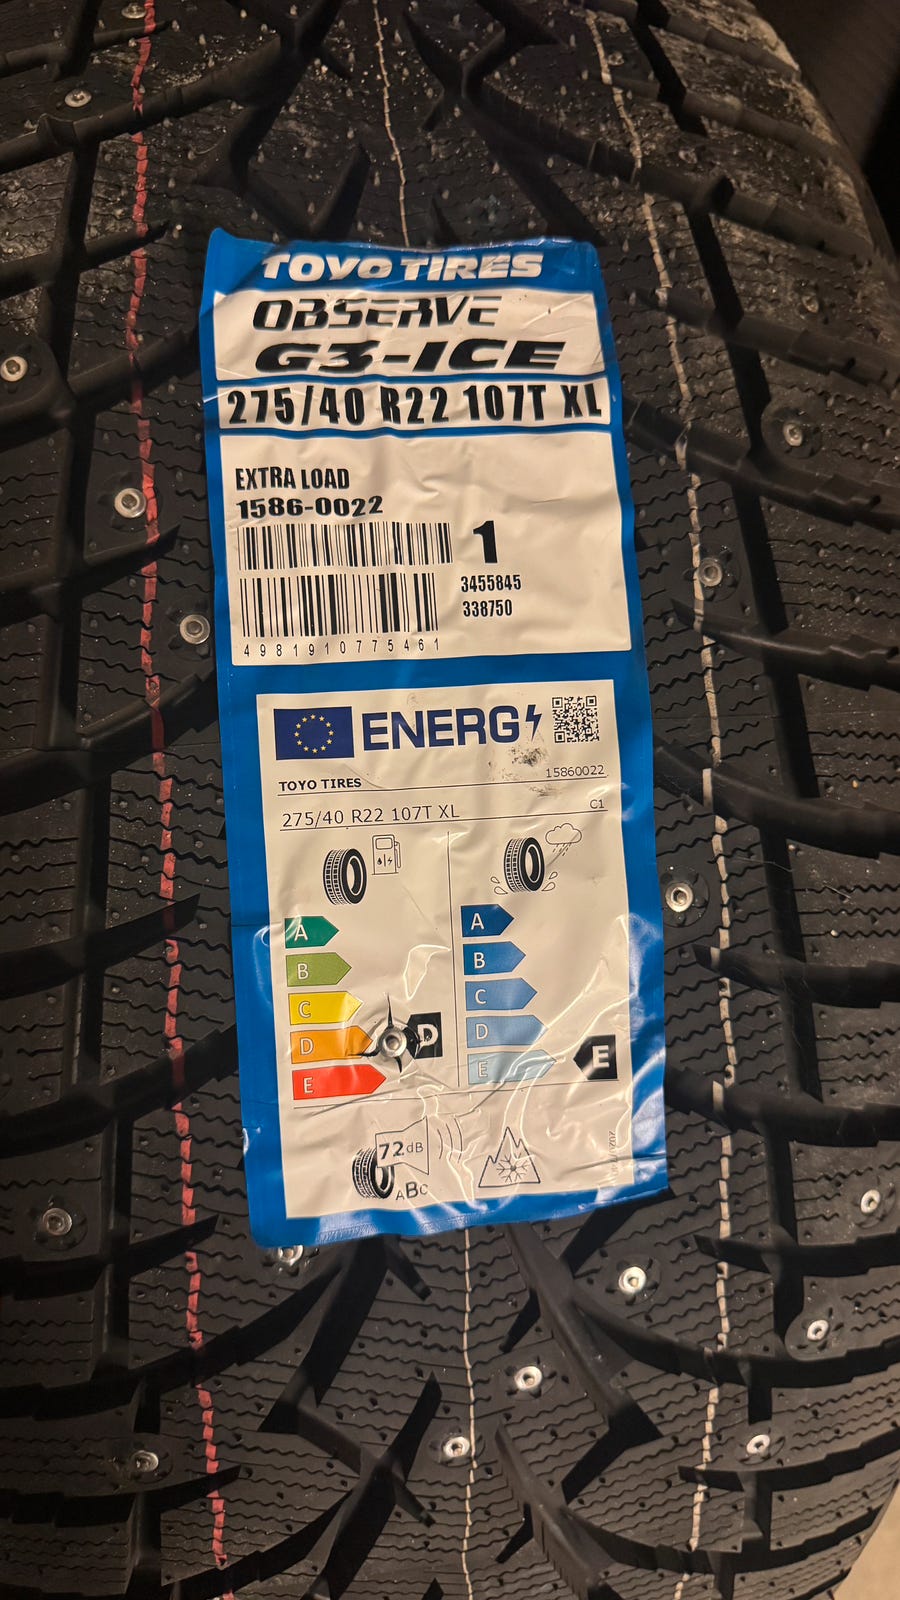 TOYO TIRES
OBSERVE
G3-ICE
275/40 R22 107T XL
EXTRA LOAD
1586-0022
1
3455845
338750
4981910775461
ENERG
TOYO TIRES 15860022
275/40 R22 107T XL C1
A
B
C
D
E
D
A
B
C
D
E
E
72dB
ABC